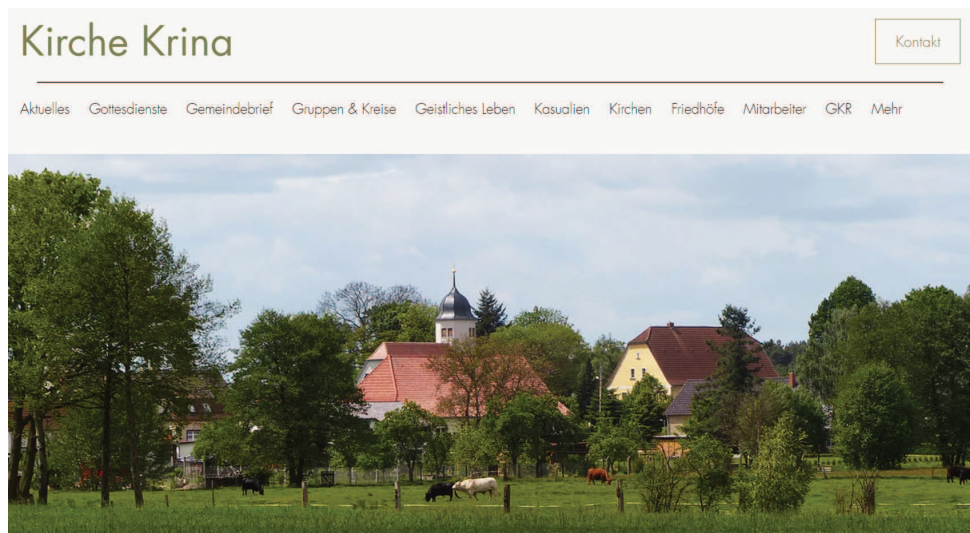 Kirche Krina
Kontakt
Aktuelles Gottesdienste Gemeindebrief Gruppen & Kreise Geistliches Leben Kasualien Kirchen Friedhöfe Mitarbeiter GKR Mehr